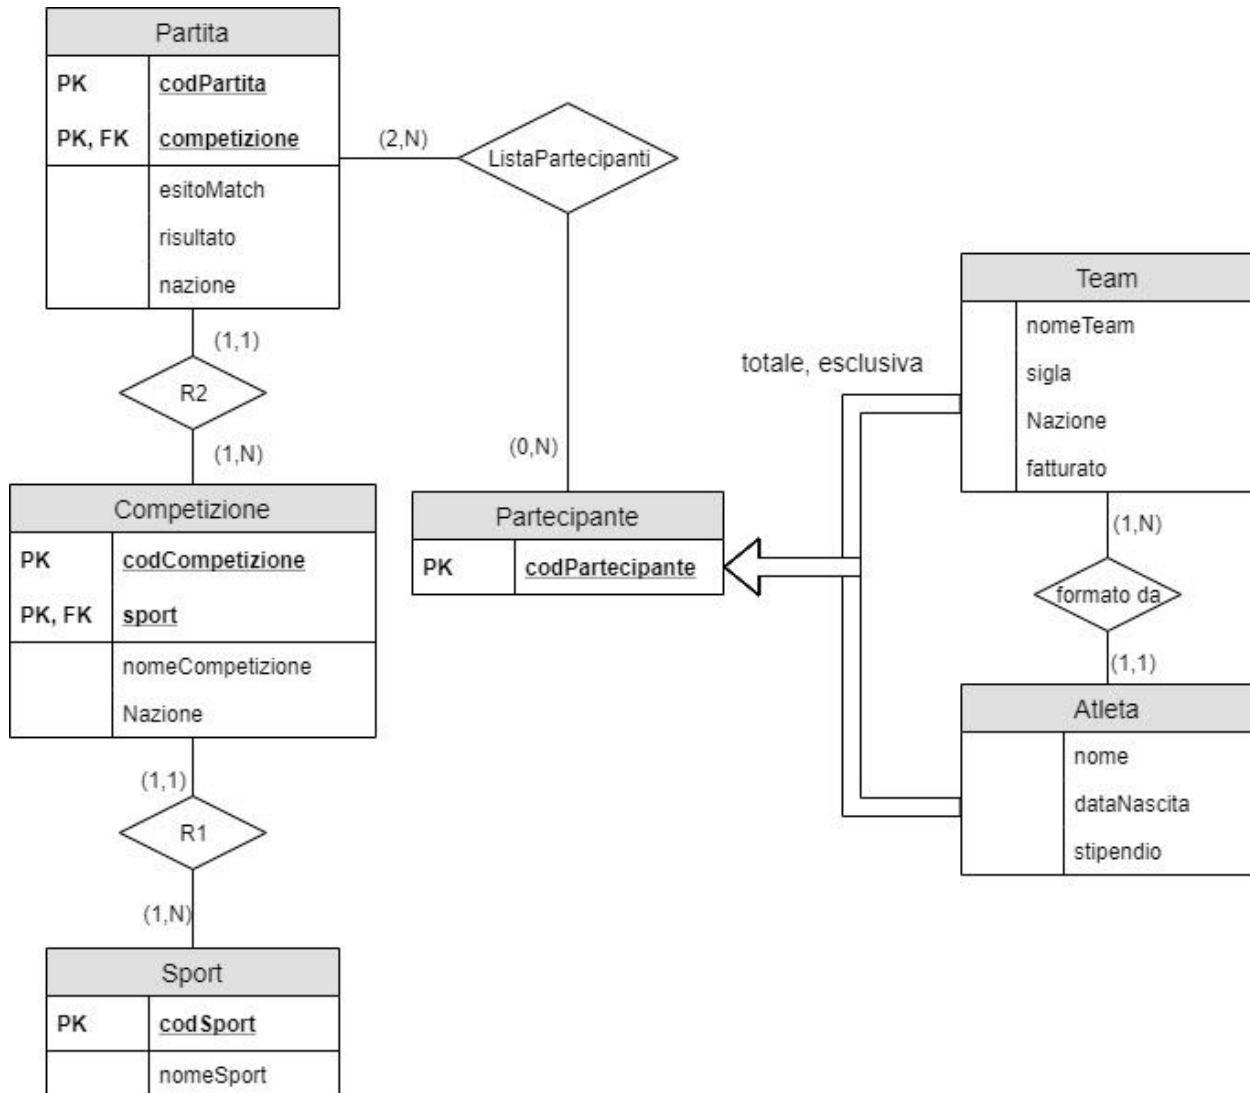 Partita
PK codPartita
PK, FK competizione
esitoMatch
risultato
nazione
(2,N)
ListaPartecipanti
(1,1)
R2
(1,N)
(0,N)
Competizione
PK codCompetizione
PK, FK sport
nomeCompetizione
Nazione
Partecipante
PK codPartecipante
totale, esclusiva
Team
nomeTeam
sigla
Nazione
fatturato
(1,N)
formato da
(1,1)
Atleta
nome
dataNascita
stipendio
(1,1)
R1
(1,N)
Sport
PK codSport
nomeSport